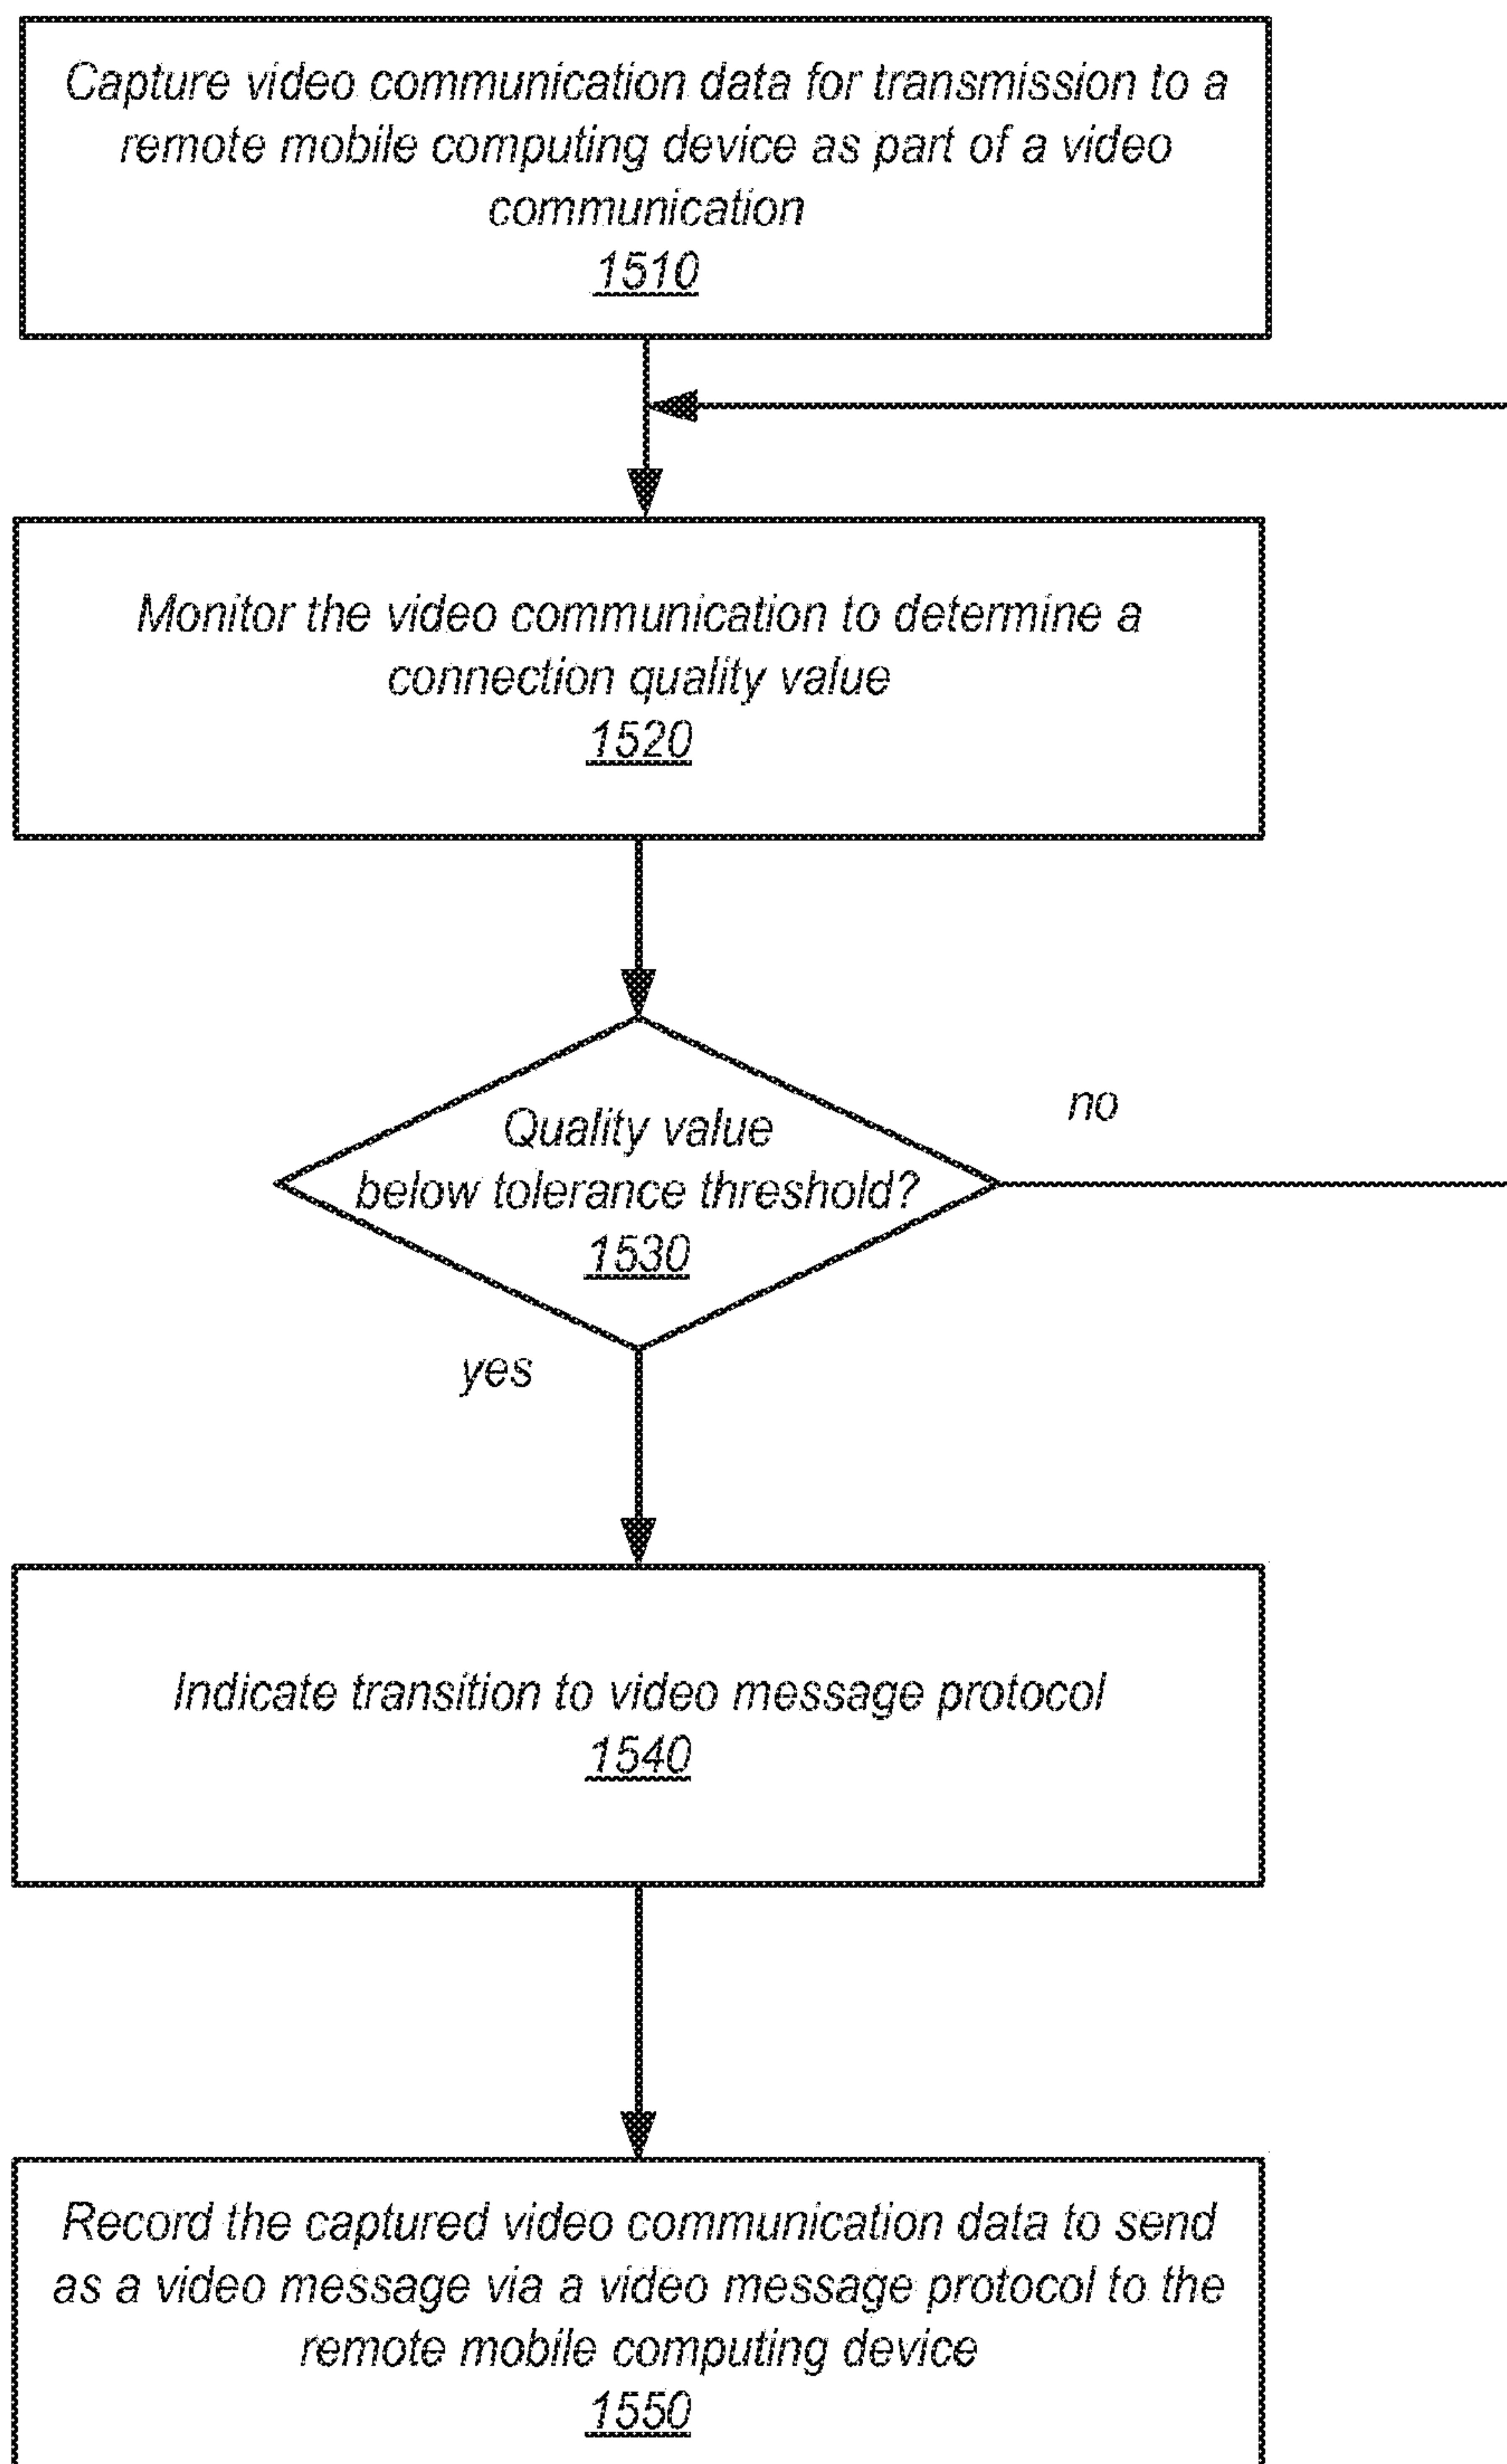 Capture video communication data for transmission to a
remote mobile computing device as part of a video
communication
1510
Monitor the video communication to determine a
connection quality value
1520
Quality value
below tolerance threshold?
1530
no
yes
Indicate transition to video message protocol
1540
Record the captured video communication data to send
as a video message via a video message protocol to the
remote mobile computing device
1550